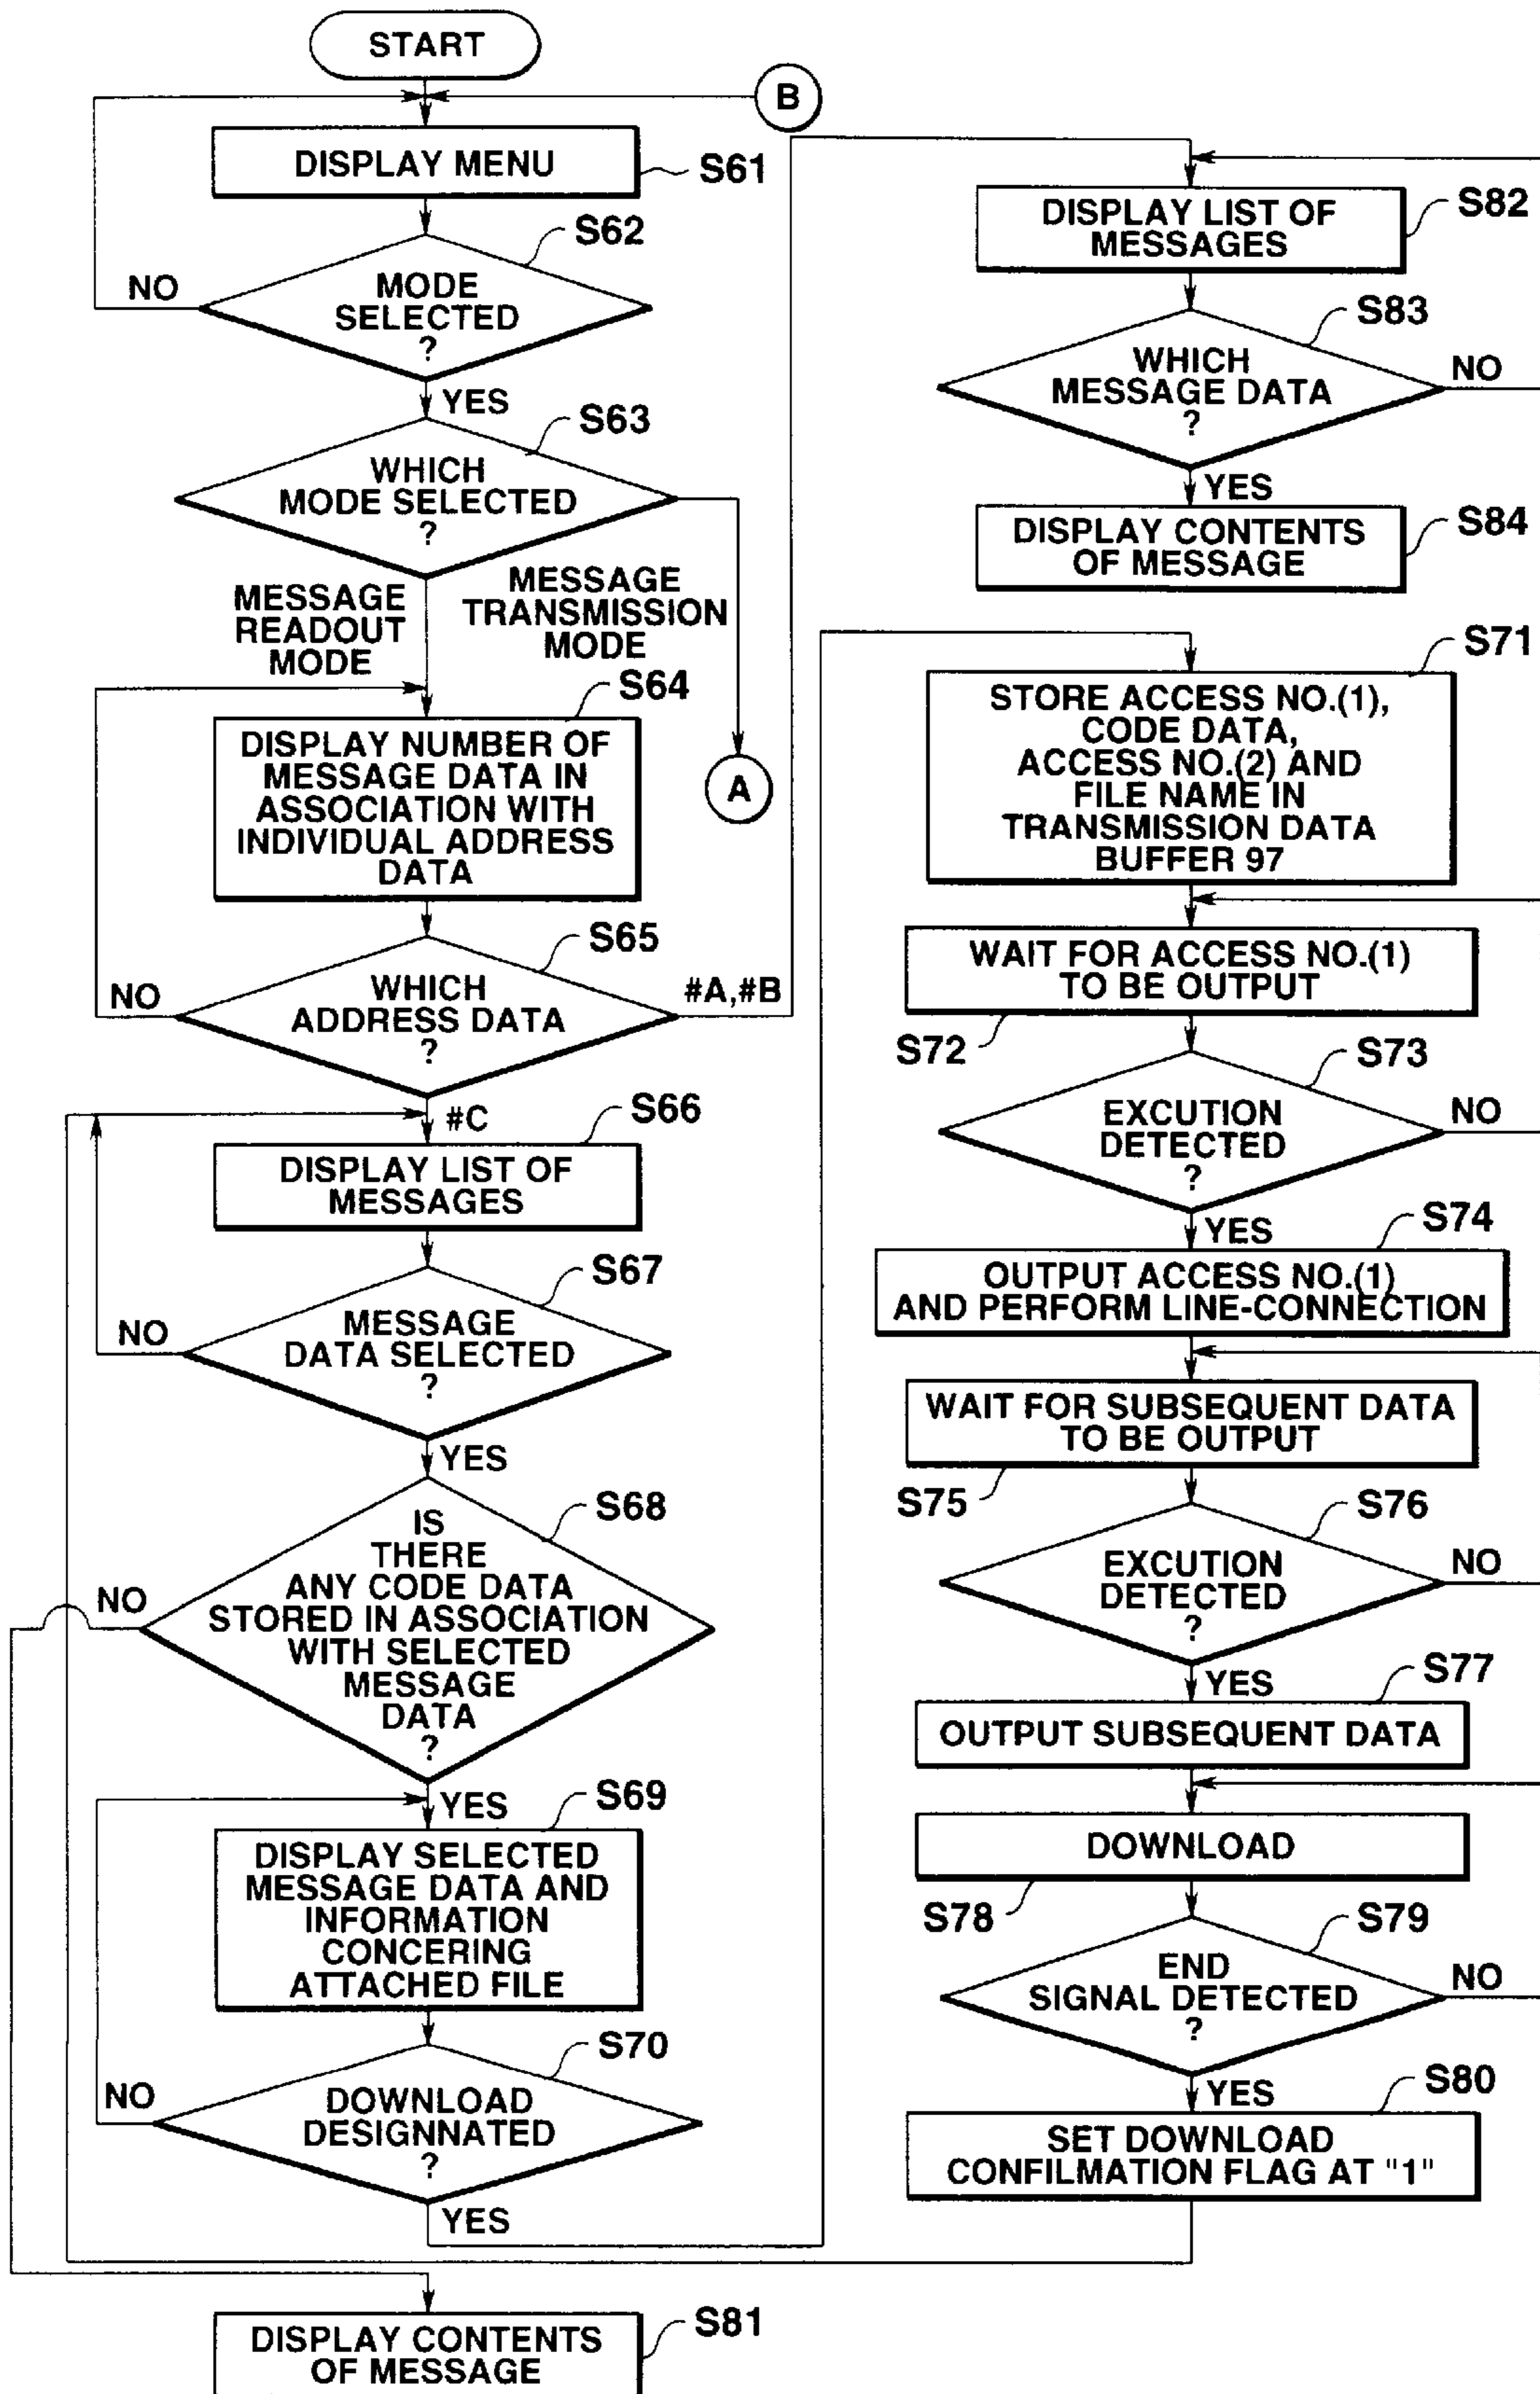 START
B
DISPLAY MENU
S61
S62
MODE
SELECTED
?
NO
YES
S63
WHICH
MODE SELECTED
?
MESSAGE
READOUT
MODE
MESSAGE
TRANSMISSION
MODE
A
S64
DISPLAY NUMBER OF
MESSAGE DATA IN
ASSOCIATION WITH
INDIVIDUAL ADDRESS
DATA
S65
WHICH
ADDRESS DATA
?
NO
#A,#B
#C
S66
DISPLAY LIST OF
MESSAGES
S67
MESSAGE
DATA SELECTED
?
NO
YES
S68
IS
THERE
ANY CODE DATA
STORED IN ASSOCIATION
WITH SELECTED
MESSAGE
DATA
?
NO
YES
S69
DISPLAY SELECTED
MESSAGE DATA AND
INFORMATION
CONCERING
ATTACHED FILE
S70
DOWNLOAD
DESIGNNATED
?
NO
YES
S81
DISPLAY CONTENTS
OF MESSAGE
S82
DISPLAY LIST OF
MESSAGES
S83
WHICH
MESSAGE DATA
?
NO
YES
S84
DISPLAY CONTENTS
OF MESSAGE
S71
STORE ACCESS NO.(1),
CODE DATA,
ACCESS NO.(2) AND
FILE NAME IN
TRANSMISSION DATA
BUFFER 97
WAIT FOR ACCESS NO.(1)
TO BE OUTPUT
S72
S73
EXCUTION
DETECTED
?
NO
YES
S74
OUTPUT ACCESS NO.(1)
AND PERFORM LINE-CONNECTION
WAIT FOR SUBSEQUENT DATA
TO BE OUTPUT
S75
S76
EXCUTION
DETECTED
?
NO
YES
S77
OUTPUT SUBSEQUENT DATA
DOWNLOAD
S78
S79
END
SIGNAL DETECTED
?
NO
YES
S80
SET DOWNLOAD
CONFILMATION FLAG AT "1"